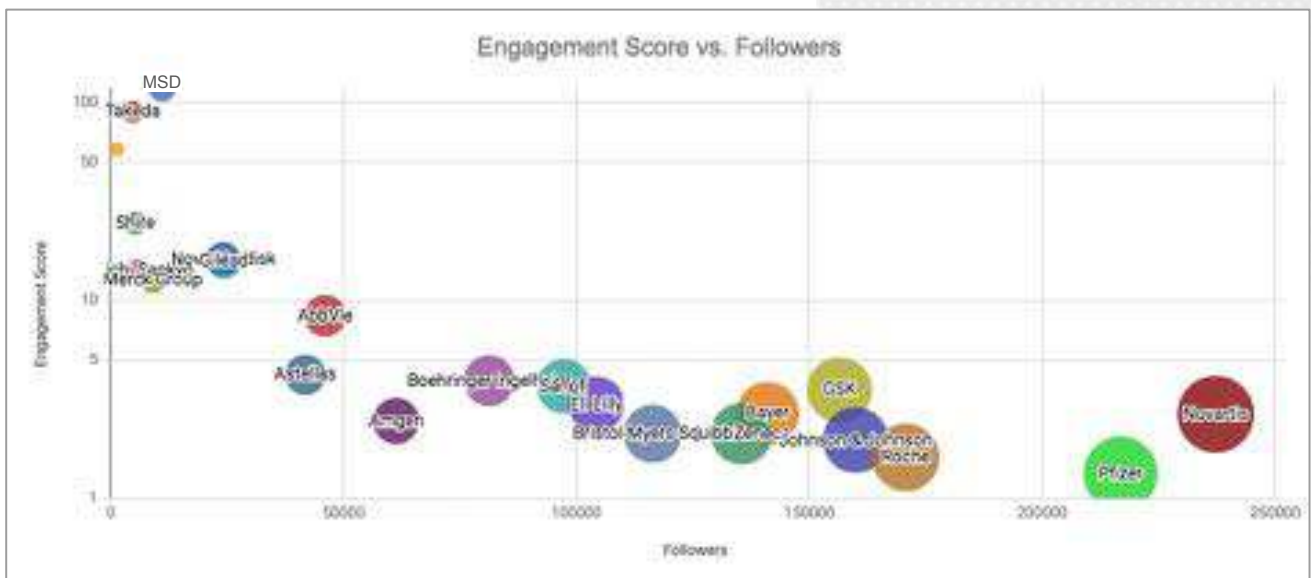 Engagement Score vs. Followers
MSD
100
Takeda
50
Shire
Gilead
Merck Group
10
AbbVie
5
Astellas
Boehringer Ingelh
GSK
Eli Lilly
Bayer
Novartis
Amgen
Bristol-Myers Squibb
Johnson & Johnson
Roche
Pfizer
1
0
50000
100000
150000
200000
250000
Engagement Score
Followers